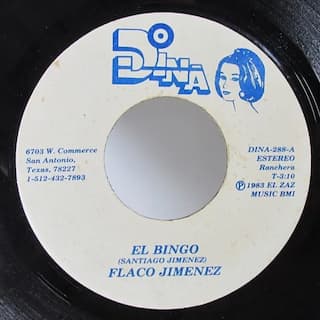 DINA
6703 W. Commerce
San Antonio,
Texas, 78227
1-512-432-7893
DINA-288-A
ESTEREO
Ranchera
T-3:10
℗ 1983 EL ZAZ
MUSIC BMI
EL BINGO
(SANTIAGO JIMENEZ)
FLACO JIMENEZ